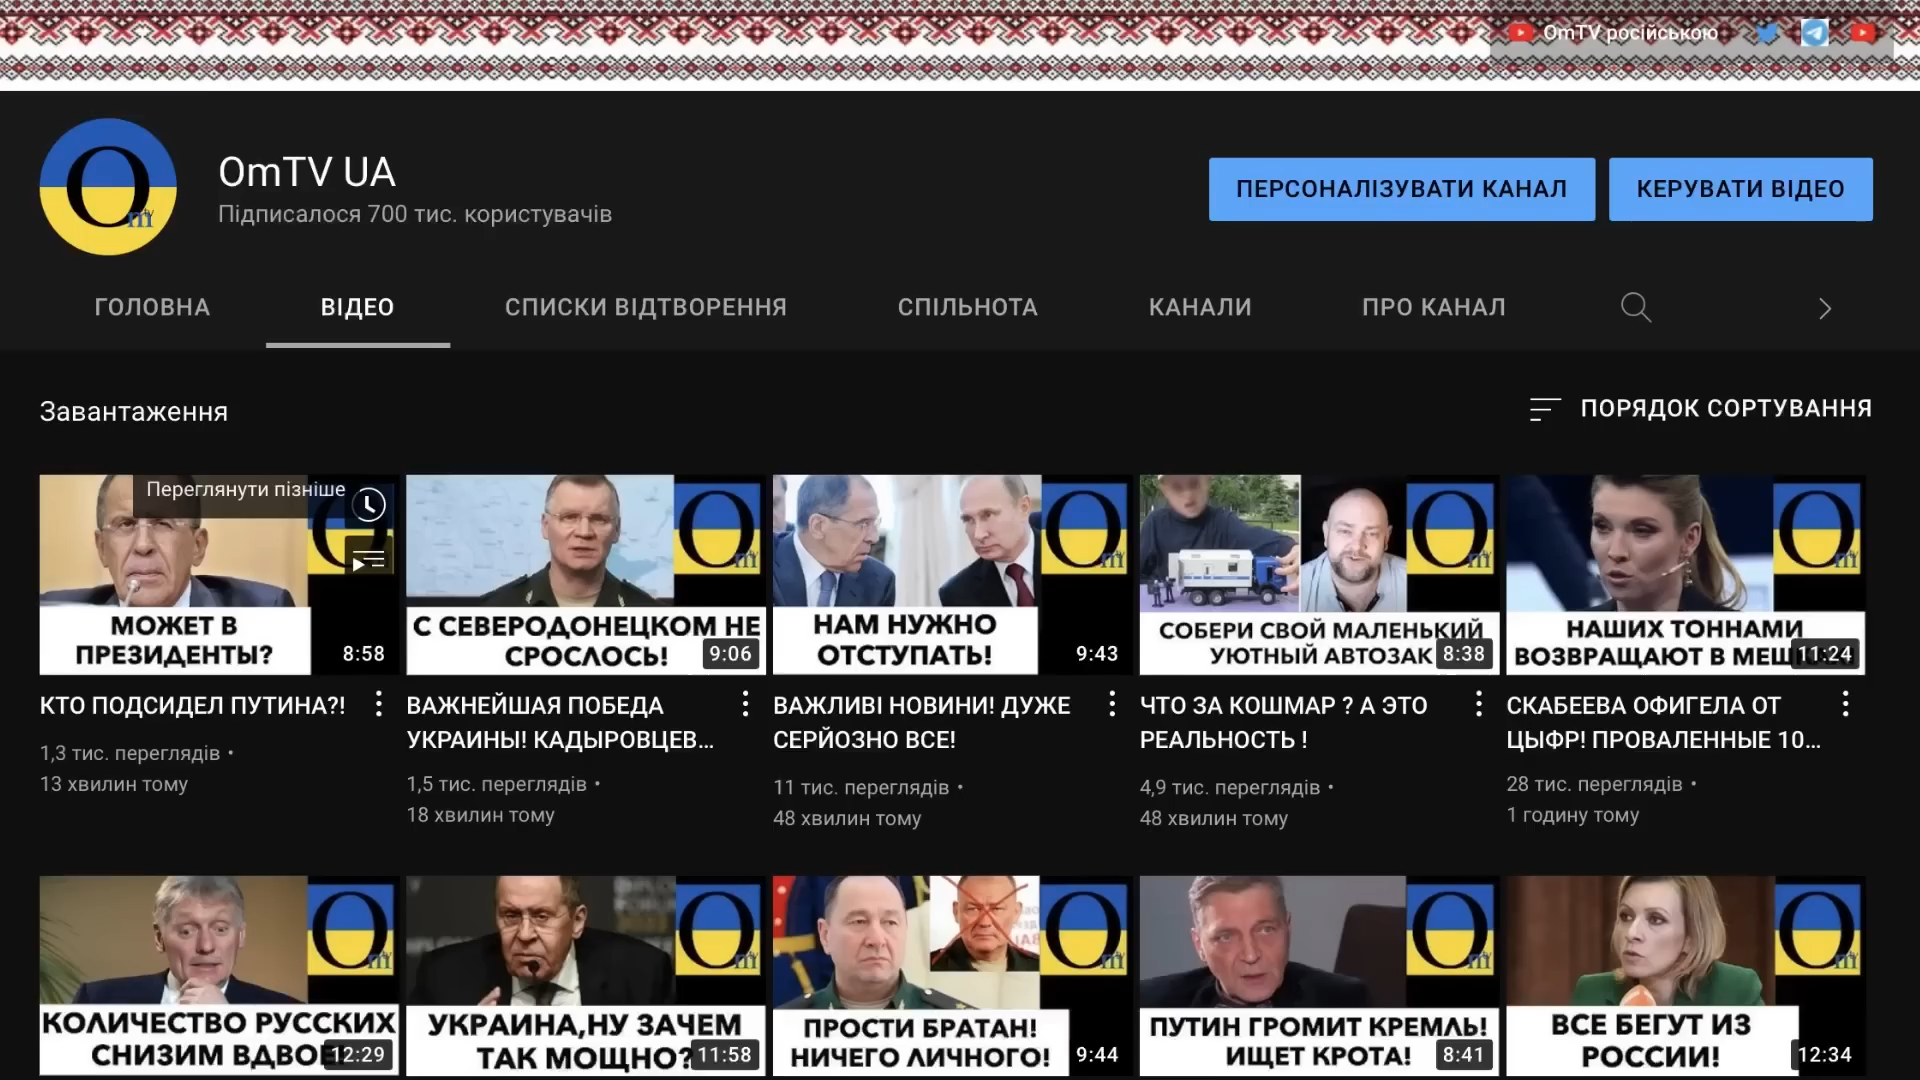 OmTV російською
OmTV UA
Підписалося 700 тис. користувачів
ПЕРСОНАЛІЗУВАТИ КАНАЛ
КЕРУВАТИ ВІДЕО
ГОЛОВНА
ВІДЕО
СПИСКИ ВІДТВОРЕННЯ
СПІЛЬНОТА
КАНАЛИ
ПРО КАНАЛ
Завантаження
ПОРЯДОК СОРТУВАННЯ
Переглянути пізніше
МОЖЕТ В
ПРЕЗИДЕНТЫ?
8:58
КТО ПОДСИДЕЛ ПУТИНА?!
1,3 тис. переглядів •
13 хвилин тому
С СЕВЕРОДОНЕЦКОМ НЕ
СРОСЛОСЬ!
9:06
ВАЖНЕЙШАЯ ПОБЕДА
УКРАИНЫ! КАДЫРОВЦЕВ...
1,5 тис. переглядів •
18 хвилин тому
НАМ НУЖНО
ОТСТУПАТЬ!
9:43
ВАЖЛИВІ НОВИНИ! ДУЖЕ
СЕРЙОЗНО ВСЕ!
11 тис. переглядів •
48 хвилин тому
СОБЕРИ СВОЙ МАЛЕНЬКИЙ
УЮТНЫЙ АВТОЗАК
8:38
ЧТО ЗА КОШМАР ? А ЭТО
РЕАЛЬНОСТЬ !
4,9 тис. переглядів •
48 хвилин тому
НАШИХ ТОННАМИ
ВОЗВРАЩАЮТ В
11:24
СКАБЕЕВА ОФИГЕЛА ОТ
ЦЫФР! ПРОВАЛЕННЫЕ 10...
28 тис. переглядів •
1 годину тому
КОЛИЧЕСТВО РУССКИХ
СНИЗИМ ВДВОЕ
12:29
УКРАИНА,НУ ЗАЧЕМ
ТАК МОЩНО?
11:58
ПРОСТИ БРАТАН!
НИЧЕГО ЛИЧНОГО!
9:44
ПУТИН ГРОМИТ КРЕМЛЬ!
ИЩЕТ КРОТА!
8:41
ВСЕ БЕГУТ ИЗ
РОССИИ!
12:34